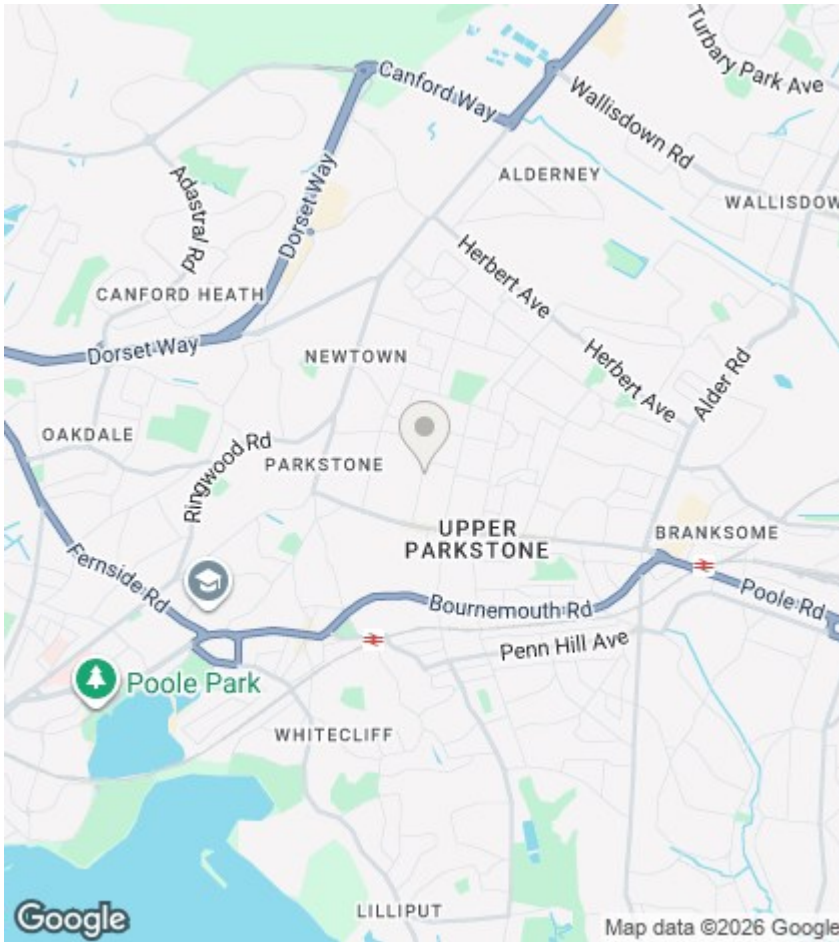 Turbary Park Ave
Canford Way
Wallisdown Rd
ALDERNEY
WALLISDOW
Adastral Rd
Dorset Way
Herbert Ave
CANFORD HEATH
Dorset Way
NEWTOWN
Herbert Ave
Alder Rd
OAKDALE
Ringwood Rd
PARKSTONE
UPPER
PARKSTONE
BRANKSOME
Fernside Rd
Bournemouth Rd
Poole Rd
Penn Hill Ave
Poole Park
WHITECLIFF
LILLIPUT
Google
Map data ©2026 Google